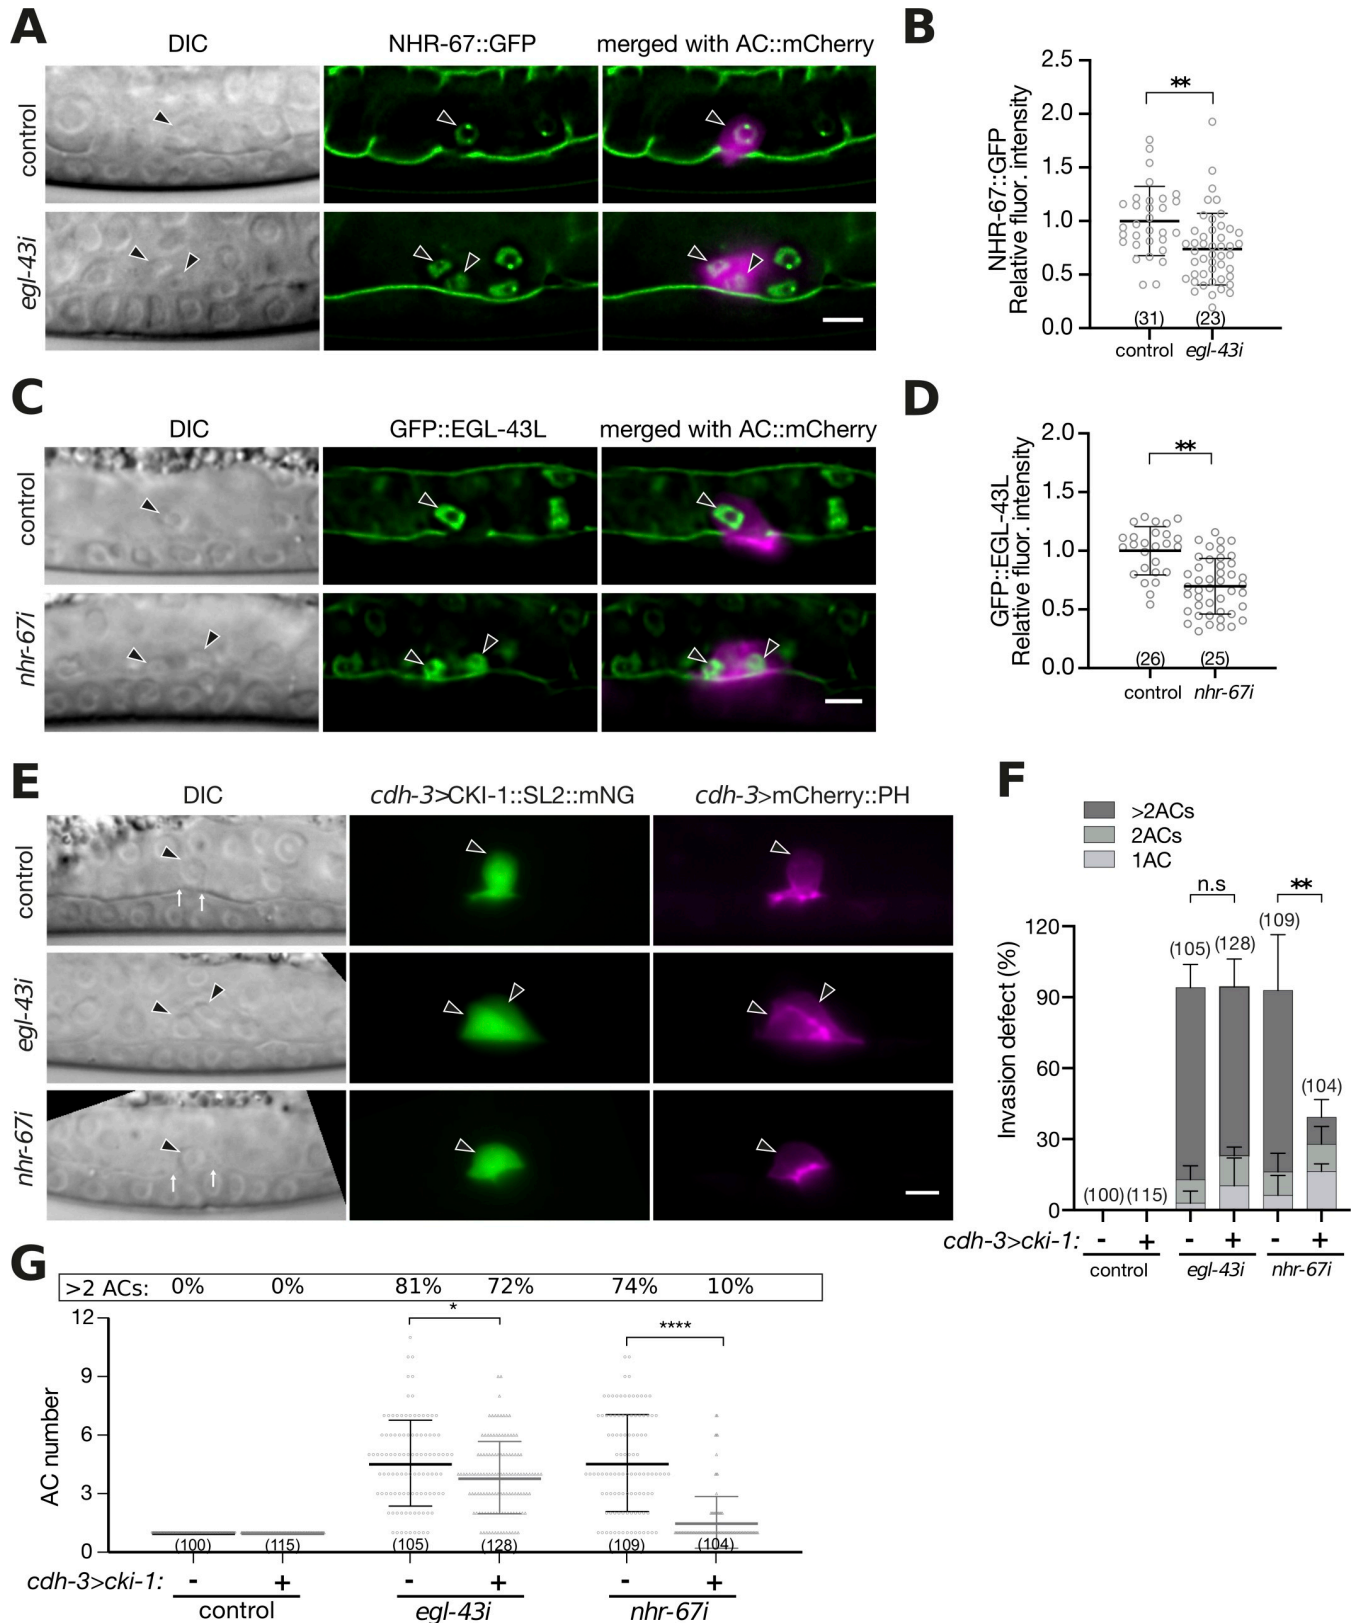 A
DIC
NHR-67::GFP
merged with AC::mCherry
control
egl-43i
B
NHR-67::GFP
Relative fluor. intensity
2.5
2.0
1.5
1.0
0.5
0.0
**
(31)
(23)
control
egl-43i
C
DIC
GFP::EGL-43L
merged with AC::mCherry
control
nhr-67i
D
GFP::EGL-43L
Relative fluor. intensity
2.0
1.5
1.0
0.5
0.0
**
(26)
(25)
control
nhr-67i
E
DIC
cdh-3>CKI-1::SL2::mNG
cdh-3>mCherry::PH
control
egl-43i
nhr-67i
F
>2ACs
2ACs
1AC
n.s
**
Invasion defect (%)
120
90
60
30
0
(100)
(115)
(105)
(128)
(109)
(104)
cdh-3>cki-1: - + - + - +
control egl-43i nhr-67i
G
>2 ACs: 0% 0% 81% 72% 74% 10%
*
****
AC number
12
9
6
3
0
(100) (115) (105) (128) (109) (104)
cdh-3>cki-1: - + - + - +
control egl-43i nhr-67i